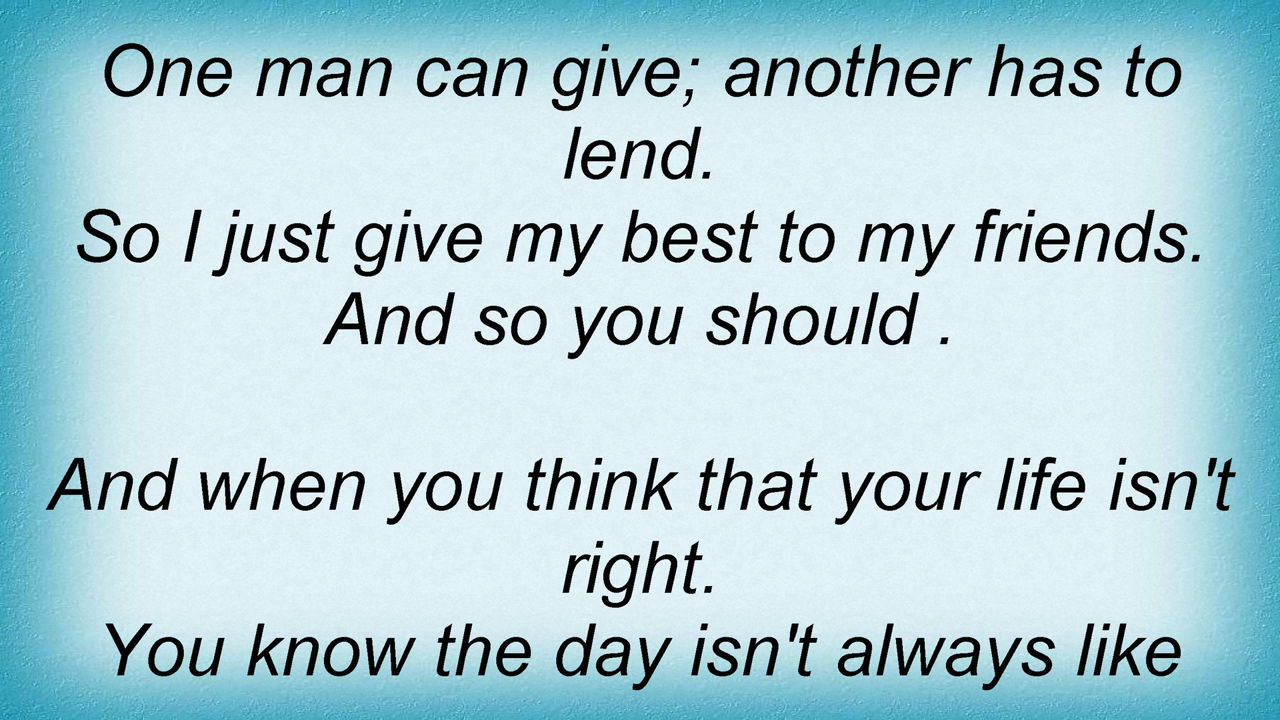 One man can give; another has to
lend.
So I just give my best to my friends.
And so you should .
And when you think that your life isn't
right.
You know the day isn't always like